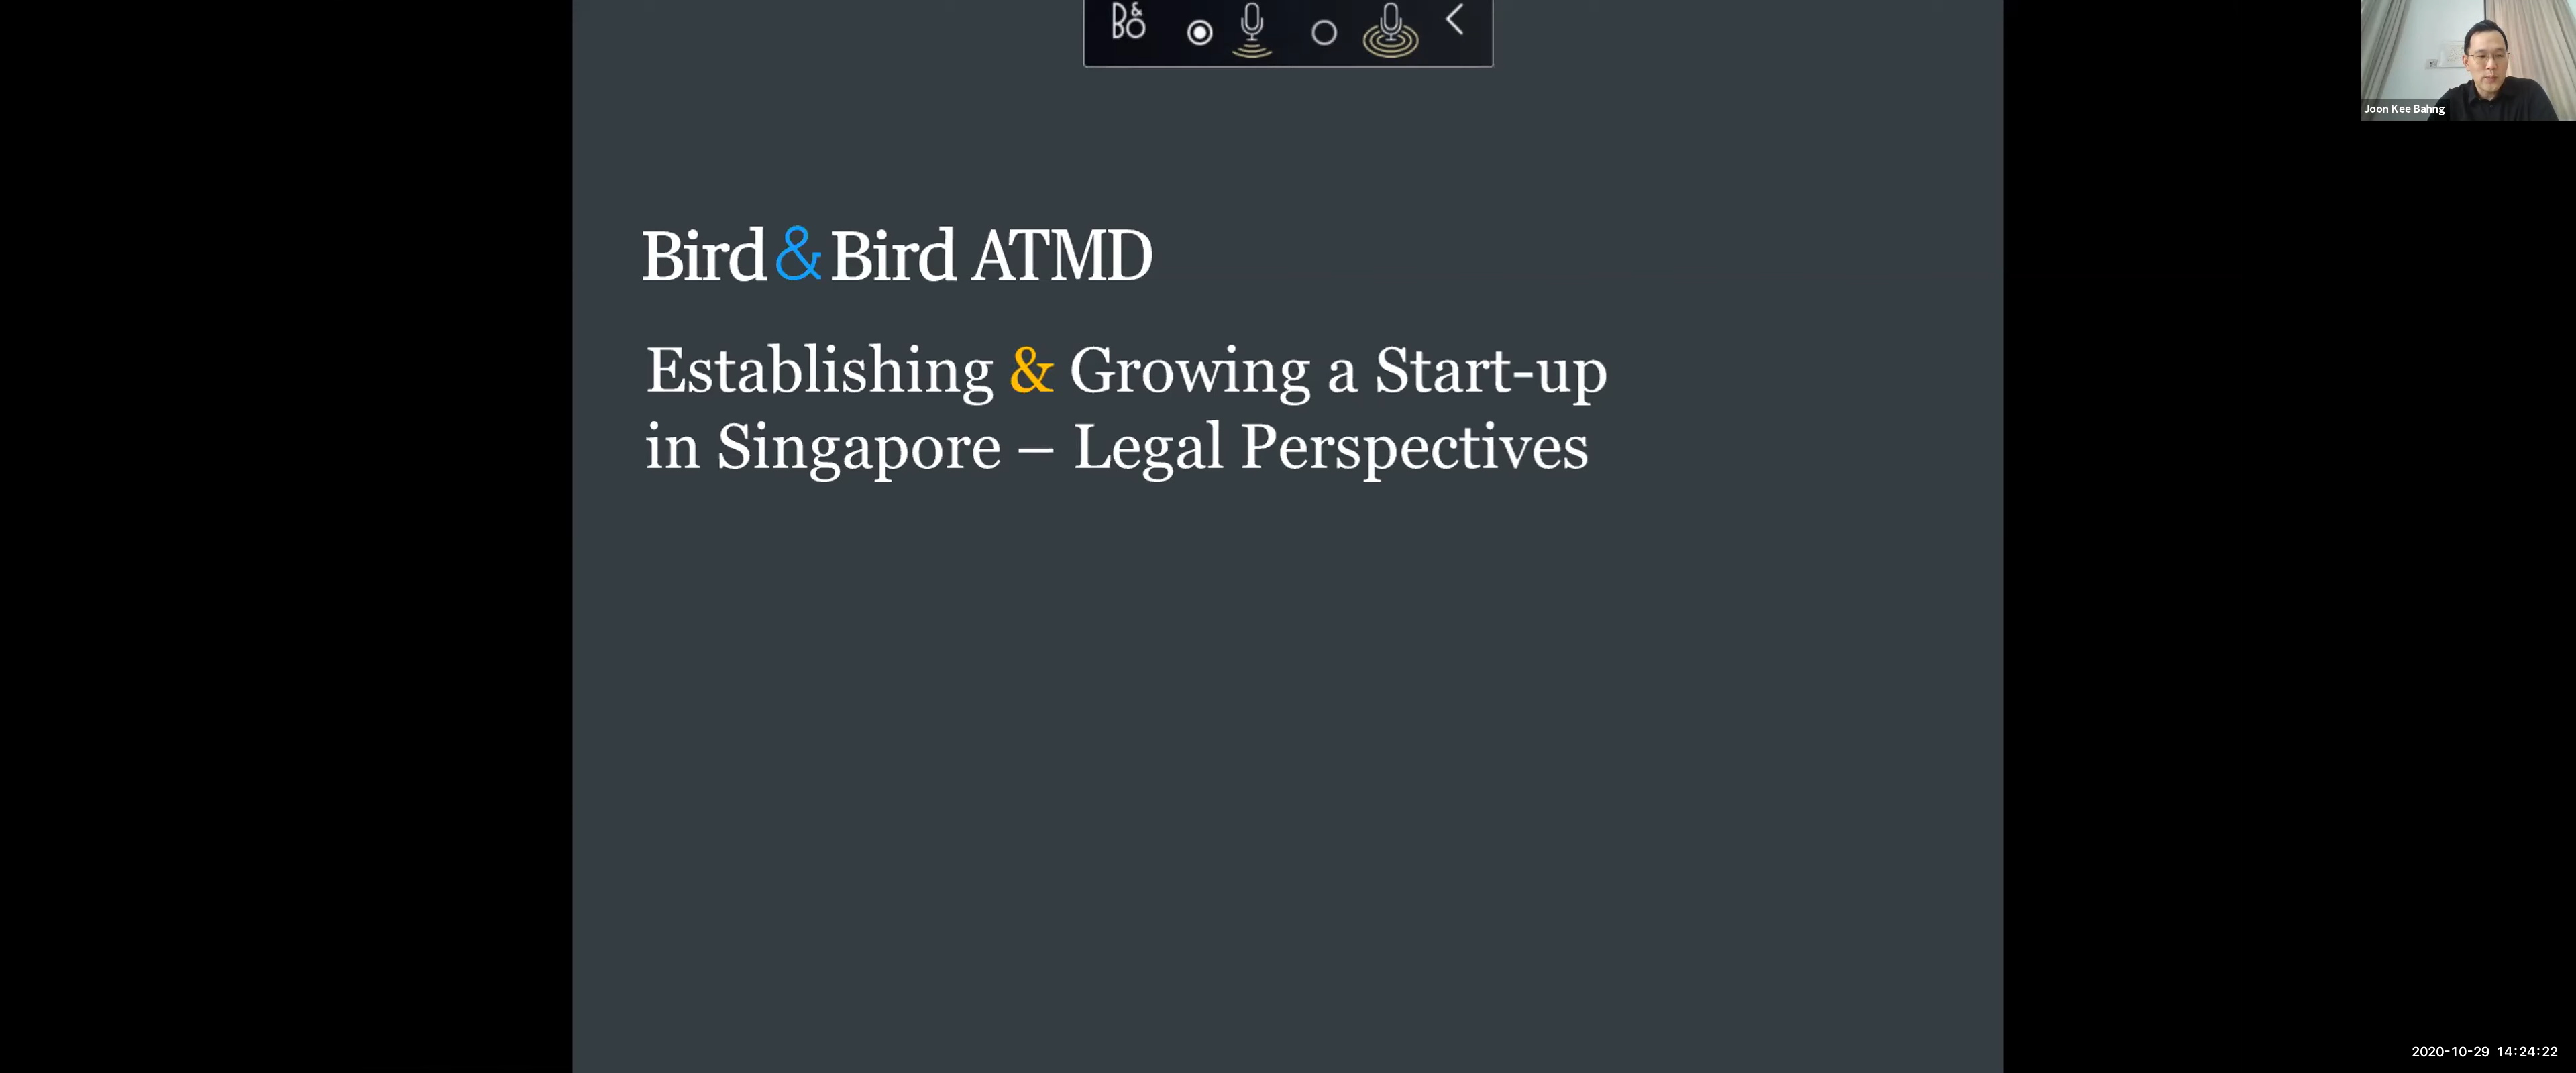 B&O
Joon Kee Bahng
Bird & Bird ATMD
Establishing & Growing a Start-up
in Singapore – Legal Perspectives
2020-10-29 14:24:22